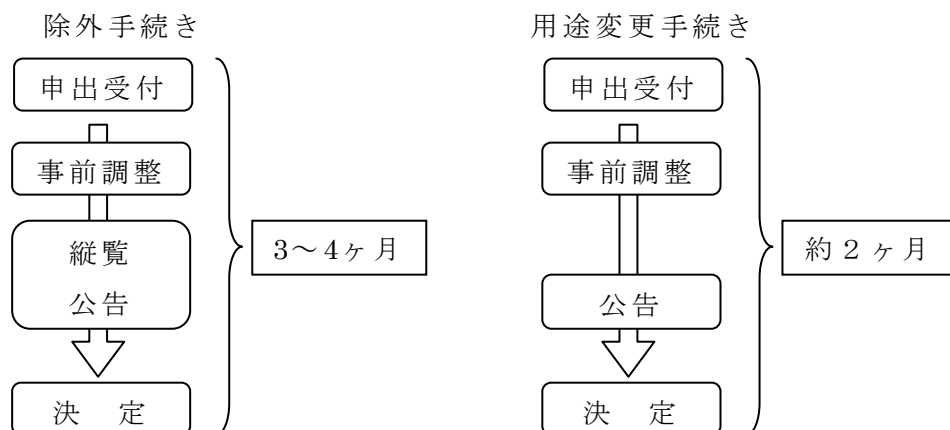 除外手続き
申出受付
事前調整
縦覧
公告
決　定
3～4ヶ月
用途変更手続き
申出受付
事前調整
公告
決　定
約２ヶ月